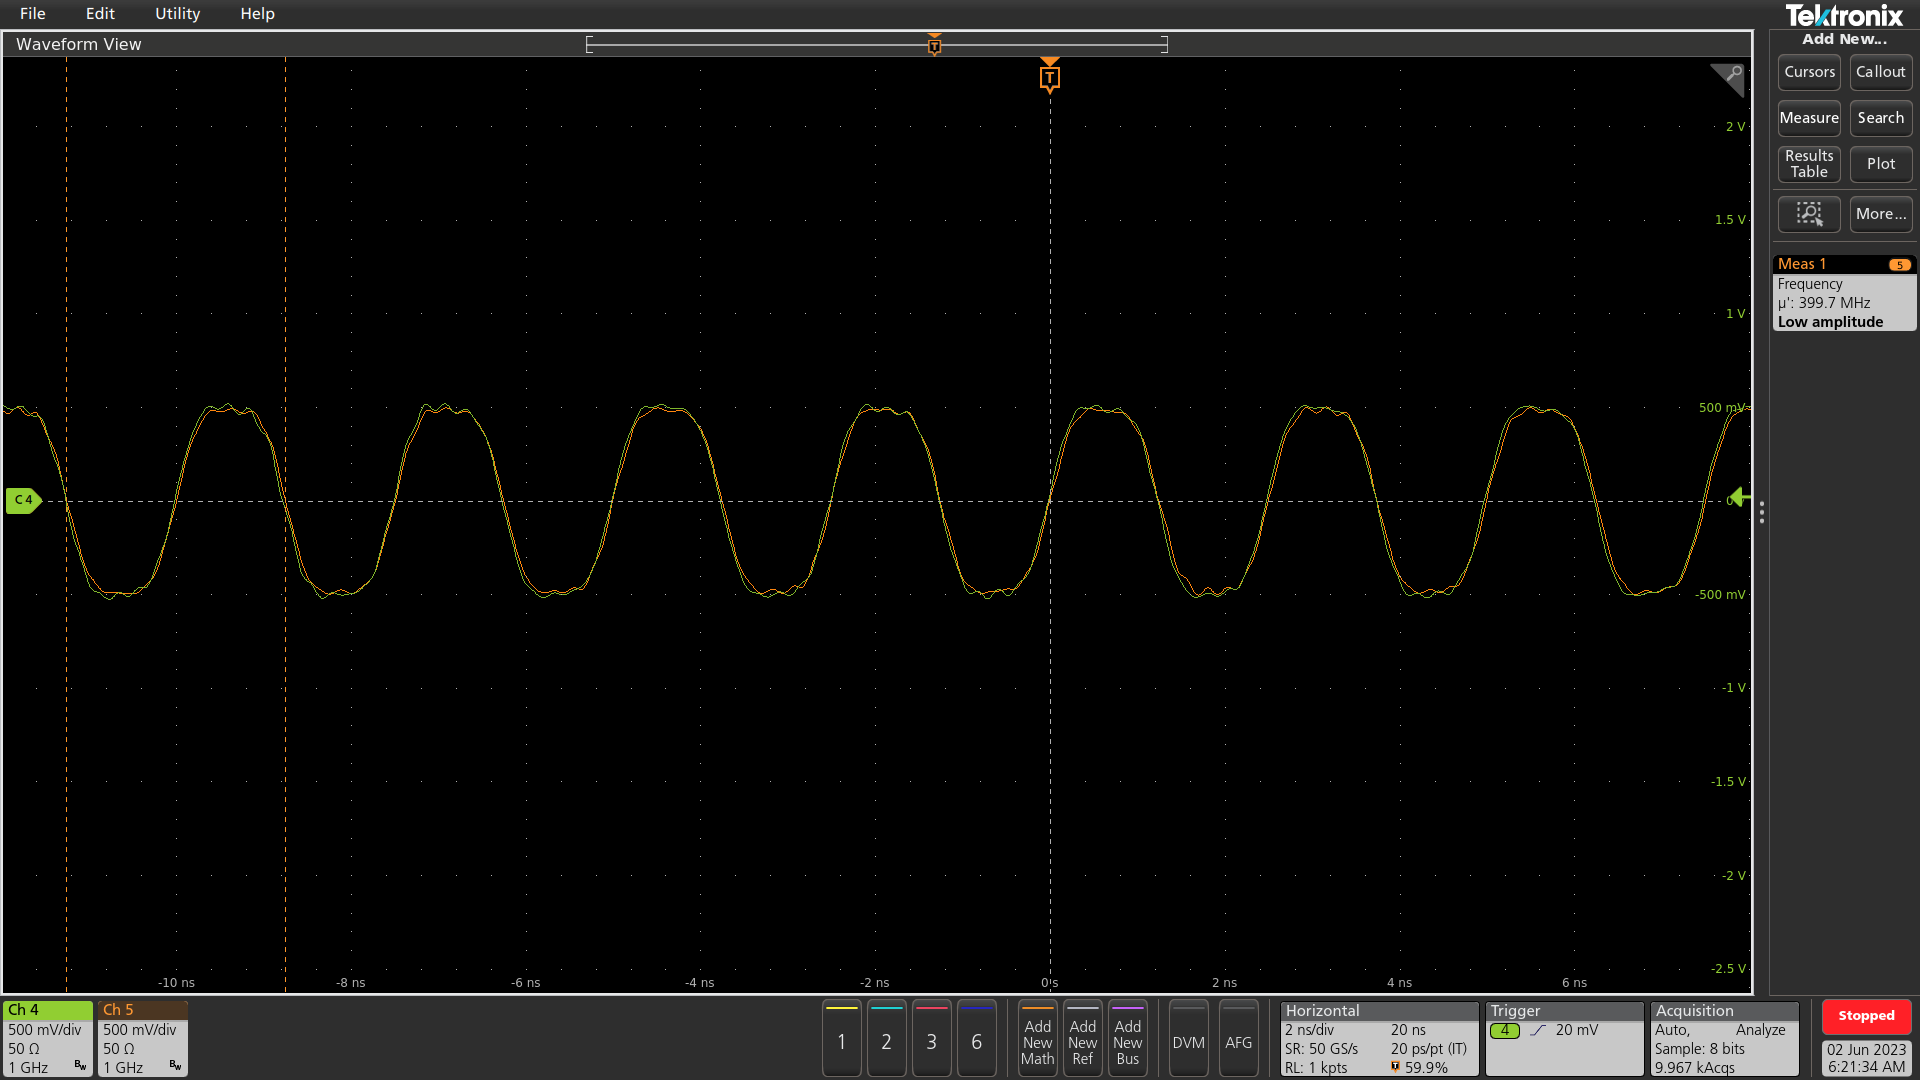 File Edit Utility Help
Tektronix
Waveform View
Add New...
Cursors Callout
Measure Search
Results Table Plot
More...
T
T
2 V
1.5 V
1 V
500 mV
0
-500 mV
-1 V
-1.5 V
-2 V
-2.5 V
C 4
Meas 1 5
Frequency
µ': 399.7 MHz
Low amplitude
-10 ns -8 ns -6 ns -4 ns -2 ns 0 s 2 ns 4 ns 6 ns
Ch 4
500 mV/div
50 Ω
1 GHz Bw
Ch 5
500 mV/div
50 Ω
1 GHz Bw
1 2 3 6
Add New Math
Add New Ref
Add New Bus
DVM
AFG
Horizontal
2 ns/div 20 ns
SR: 50 GS/s 20 ps/pt (IT)
RL: 1 kpts T 59.9%
Trigger
4 20 mV
Acquisition
Auto, Analyze
Sample: 8 bits
9.967 kAcqs
Stopped
02 Jun 2023
6:21:34 AM